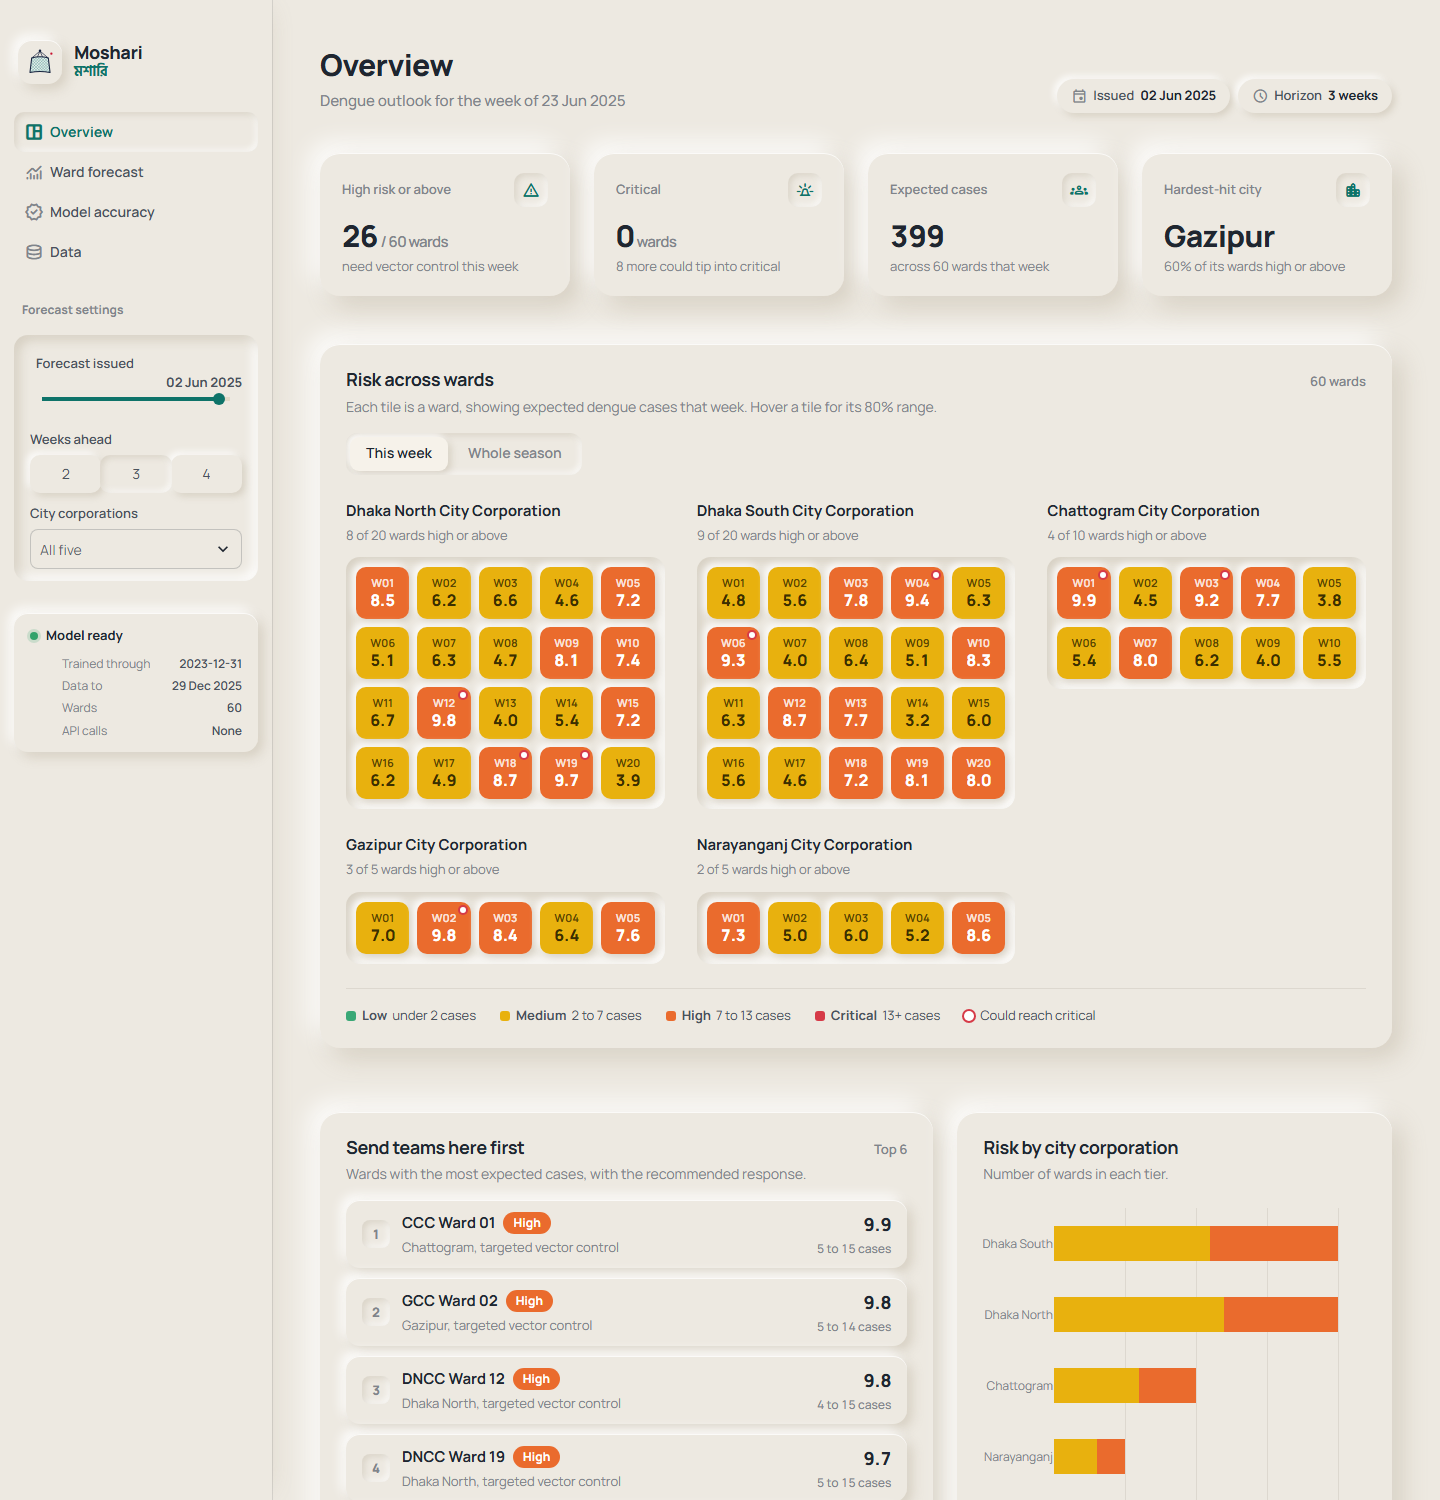 Moshari
মশারি
Overview
Ward forecast
Model accuracy
Data
Forecast settings
Forecast issued
02 Jun 2025
Weeks ahead
2 3 4
City corporations
All five
Model ready
Trained through 2023-12-31
Data to 29 Dec 2025
Wards 60
API calls None
Overview
Dengue outlook for the week of 23 Jun 2025
Issued 02 Jun 2025
Horizon 3 weeks
High risk or above
26 / 60 wards
need vector control this week
Critical
0 wards
8 more could tip into critical
Expected cases
399
across 60 wards that week
Hardest-hit city
Gazipur
60% of its wards high or above
Risk across wards
60 wards
Each tile is a ward, showing expected dengue cases that week. Hover a tile for its 80% range.
This week Whole season
Dhaka North City Corporation
8 of 20 wards high or above
W01 W02 W03 W04 W05
8.5 6.2 6.6 4.6 7.2
W06 W07 W08 W09 W10
5.1 6.3 4.7 8.1 7.4
W11 W12 W13 W14 W15
6.7 9.8 4.0 5.4 7.2
W16 W17 W18 W19 W20
6.2 4.9 8.7 9.7 3.9
Dhaka South City Corporation
9 of 20 wards high or above
W01 W02 W03 W04 W05
4.8 5.6 7.8 9.4 6.3
W06 W07 W08 W09 W10
9.3 4.0 6.4 5.1 8.3
W11 W12 W13 W14 W15
6.3 8.7 7.7 3.2 6.0
W16 W17 W18 W19 W20
5.6 4.6 7.2 8.1 8.0
Chattogram City Corporation
4 of 10 wards high or above
W01 W02 W03 W04 W05
9.9 4.5 9.2 7.7 3.8
W06 W07 W08 W09 W10
5.4 8.0 6.2 4.0 5.5
Gazipur City Corporation
3 of 5 wards high or above
W01 W02 W03 W04 W05
7.0 9.8 8.4 6.4 7.6
Narayanganj City Corporation
2 of 5 wards high or above
W01 W02 W03 W04 W05
7.3 5.0 6.0 5.2 8.6
Low under 2 cases Medium 2 to 7 cases High 7 to 13 cases Critical 13+ cases Could reach critical
Send teams here first
Top 6
Wards with the most expected cases, with the recommended response.
1 CCC Ward 01 High 9.9
Chattogram, targeted vector control 5 to 15 cases
2 GCC Ward 02 High 9.8
Gazipur, targeted vector control 5 to 14 cases
3 DNCC Ward 12 High 9.8
Dhaka North, targeted vector control 4 to 15 cases
4 DNCC Ward 19 High 9.7
Dhaka North, targeted vector control 5 to 15 cases
Risk by city corporation
Number of wards in each tier.
Dhaka South
Dhaka North
Chattogram
Narayanganj